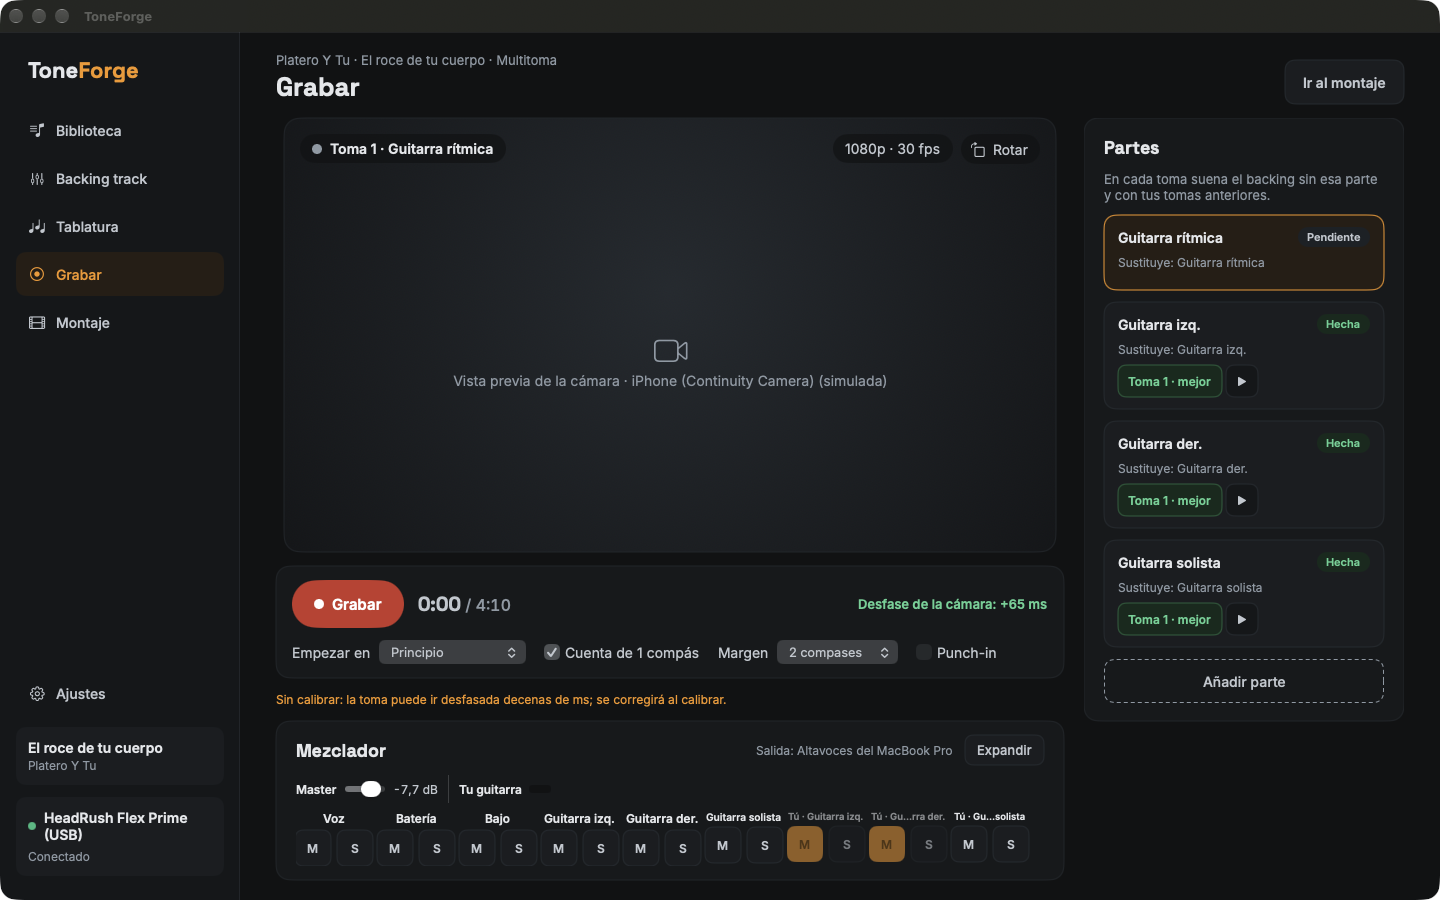 ToneForge
ToneForge
Biblioteca
Backing track
Tablatura
Grabar
Montaje
Ajustes
El roce de tu cuerpo
Platero Y Tu
HeadRush Flex Prime
(USB)
Conectado
Platero Y Tu · El roce de tu cuerpo · Multitoma
Grabar
Ir al montaje
Toma 1 · Guitarra rítmica
1080p · 30 fps
Rotar
Vista previa de la cámara · iPhone (Continuity Camera) (simulada)
Grabar
0:00 / 4:10
Desfase de la cámara: +65 ms
Empezar en
Principio
Cuenta de 1 compás
Margen
2 compases
Punch-in
Sin calibrar: la toma puede ir desfasada decenas de ms; se corregirá al calibrar.
Mezclador
Salida: Altavoces del MacBook Pro
Expandir
Master
-7,7 dB
Tu guitarra
Voz
Batería
Bajo
Guitarra izq.
Guitarra der.
Guitarra solista
Tú · Guitarra izq.
Tú · Gu...rra der.
Tú · Gu...solista
M S M S M S M S M S M S M S M S M S
Partes
En cada toma suena el backing sin esa parte
y con tus tomas anteriores.
Guitarra rítmica
Pendiente
Sustituye: Guitarra rítmica
Guitarra izq.
Hecha
Sustituye: Guitarra izq.
Toma 1 · mejor
Guitarra der.
Hecha
Sustituye: Guitarra der.
Toma 1 · mejor
Guitarra solista
Hecha
Sustituye: Guitarra solista
Toma 1 · mejor
Añadir parte